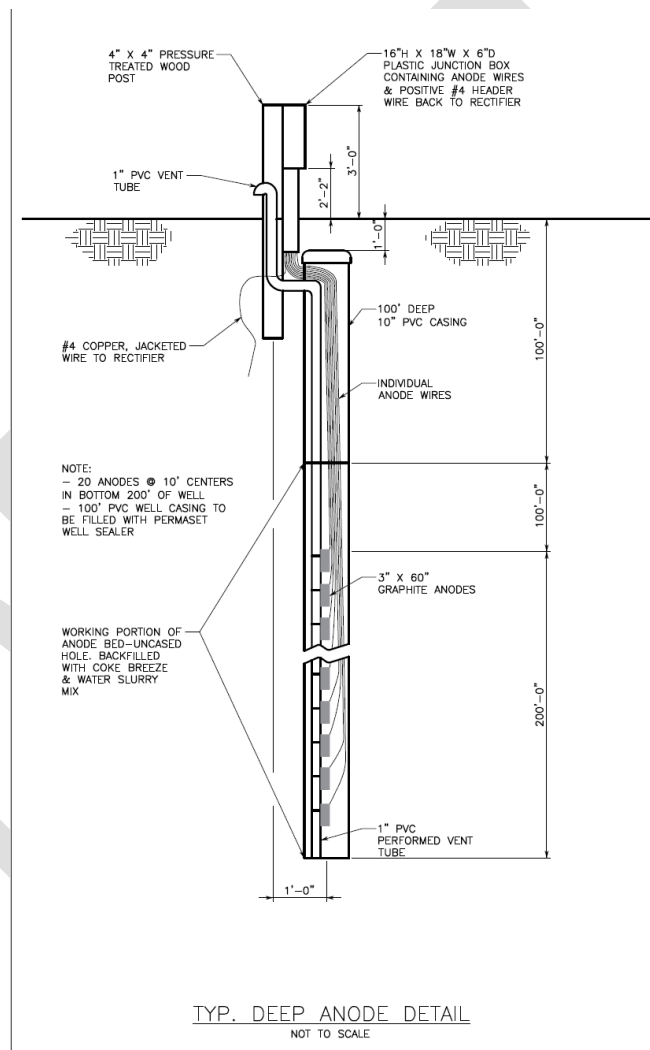 4" X 4" PRESSURE
TREATED WOOD
POST
16"H X 18"W X 6"D
PLASTIC JUNCTION BOX
CONTAINING ANODE WIRES
& POSITIVE #4 HEADER
WIRE BACK TO RECTIFIER
1" PVC VENT
TUBE
3'-0"
2'-2"
1'-0"
100' DEEP
10" PVC CASING
#4 COPPER, JACKETED
WIRE TO RECTIFIER
100'-0"
INDIVIDUAL
ANODE WIRES
NOTE:
- 20 ANODES @ 10' CENTERS
IN BOTTOM 200' OF WELL
- 100' PVC WELL CASING TO
BE FILLED WITH PERMASET
WELL SEALER
100'-0"
3" X 60"
GRAPHITE ANODES
WORKING PORTION OF
ANODE BED-UNCASED
HOLE. BACKFILLED
WITH COKE BREEZE
& WATER SLURRY
MIX
200'-0"
1" PVC
PERFORMED VENT
TUBE
1'-0"
TYP. DEEP ANODE DETAIL
NOT TO SCALE